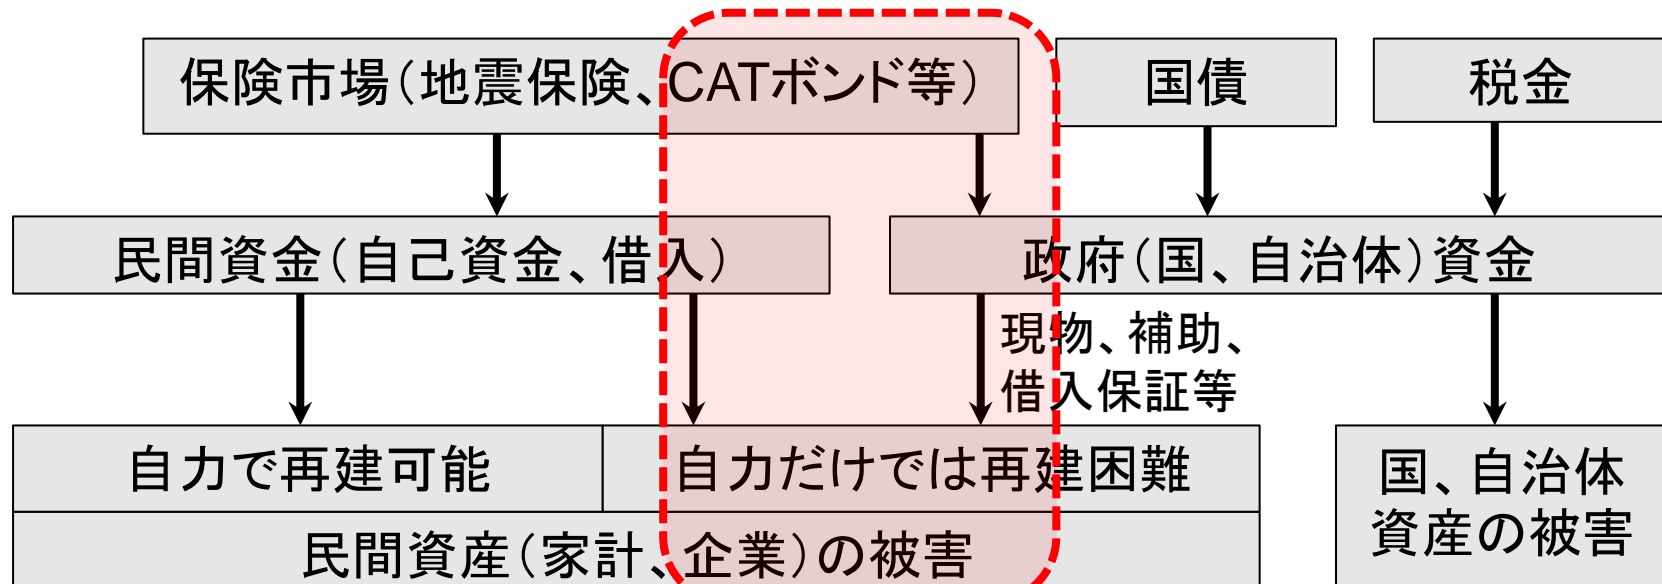 保険市場（地震保険、CATボンド等）
国債
税金
民間資金（自己資金、借入）
政府（国、自治体）資金
現物、補助、
借入保証等
自力で再建可能
自力だけでは再建困難
国、自治体
資産の被害
民間資産（家計、企業）の被害